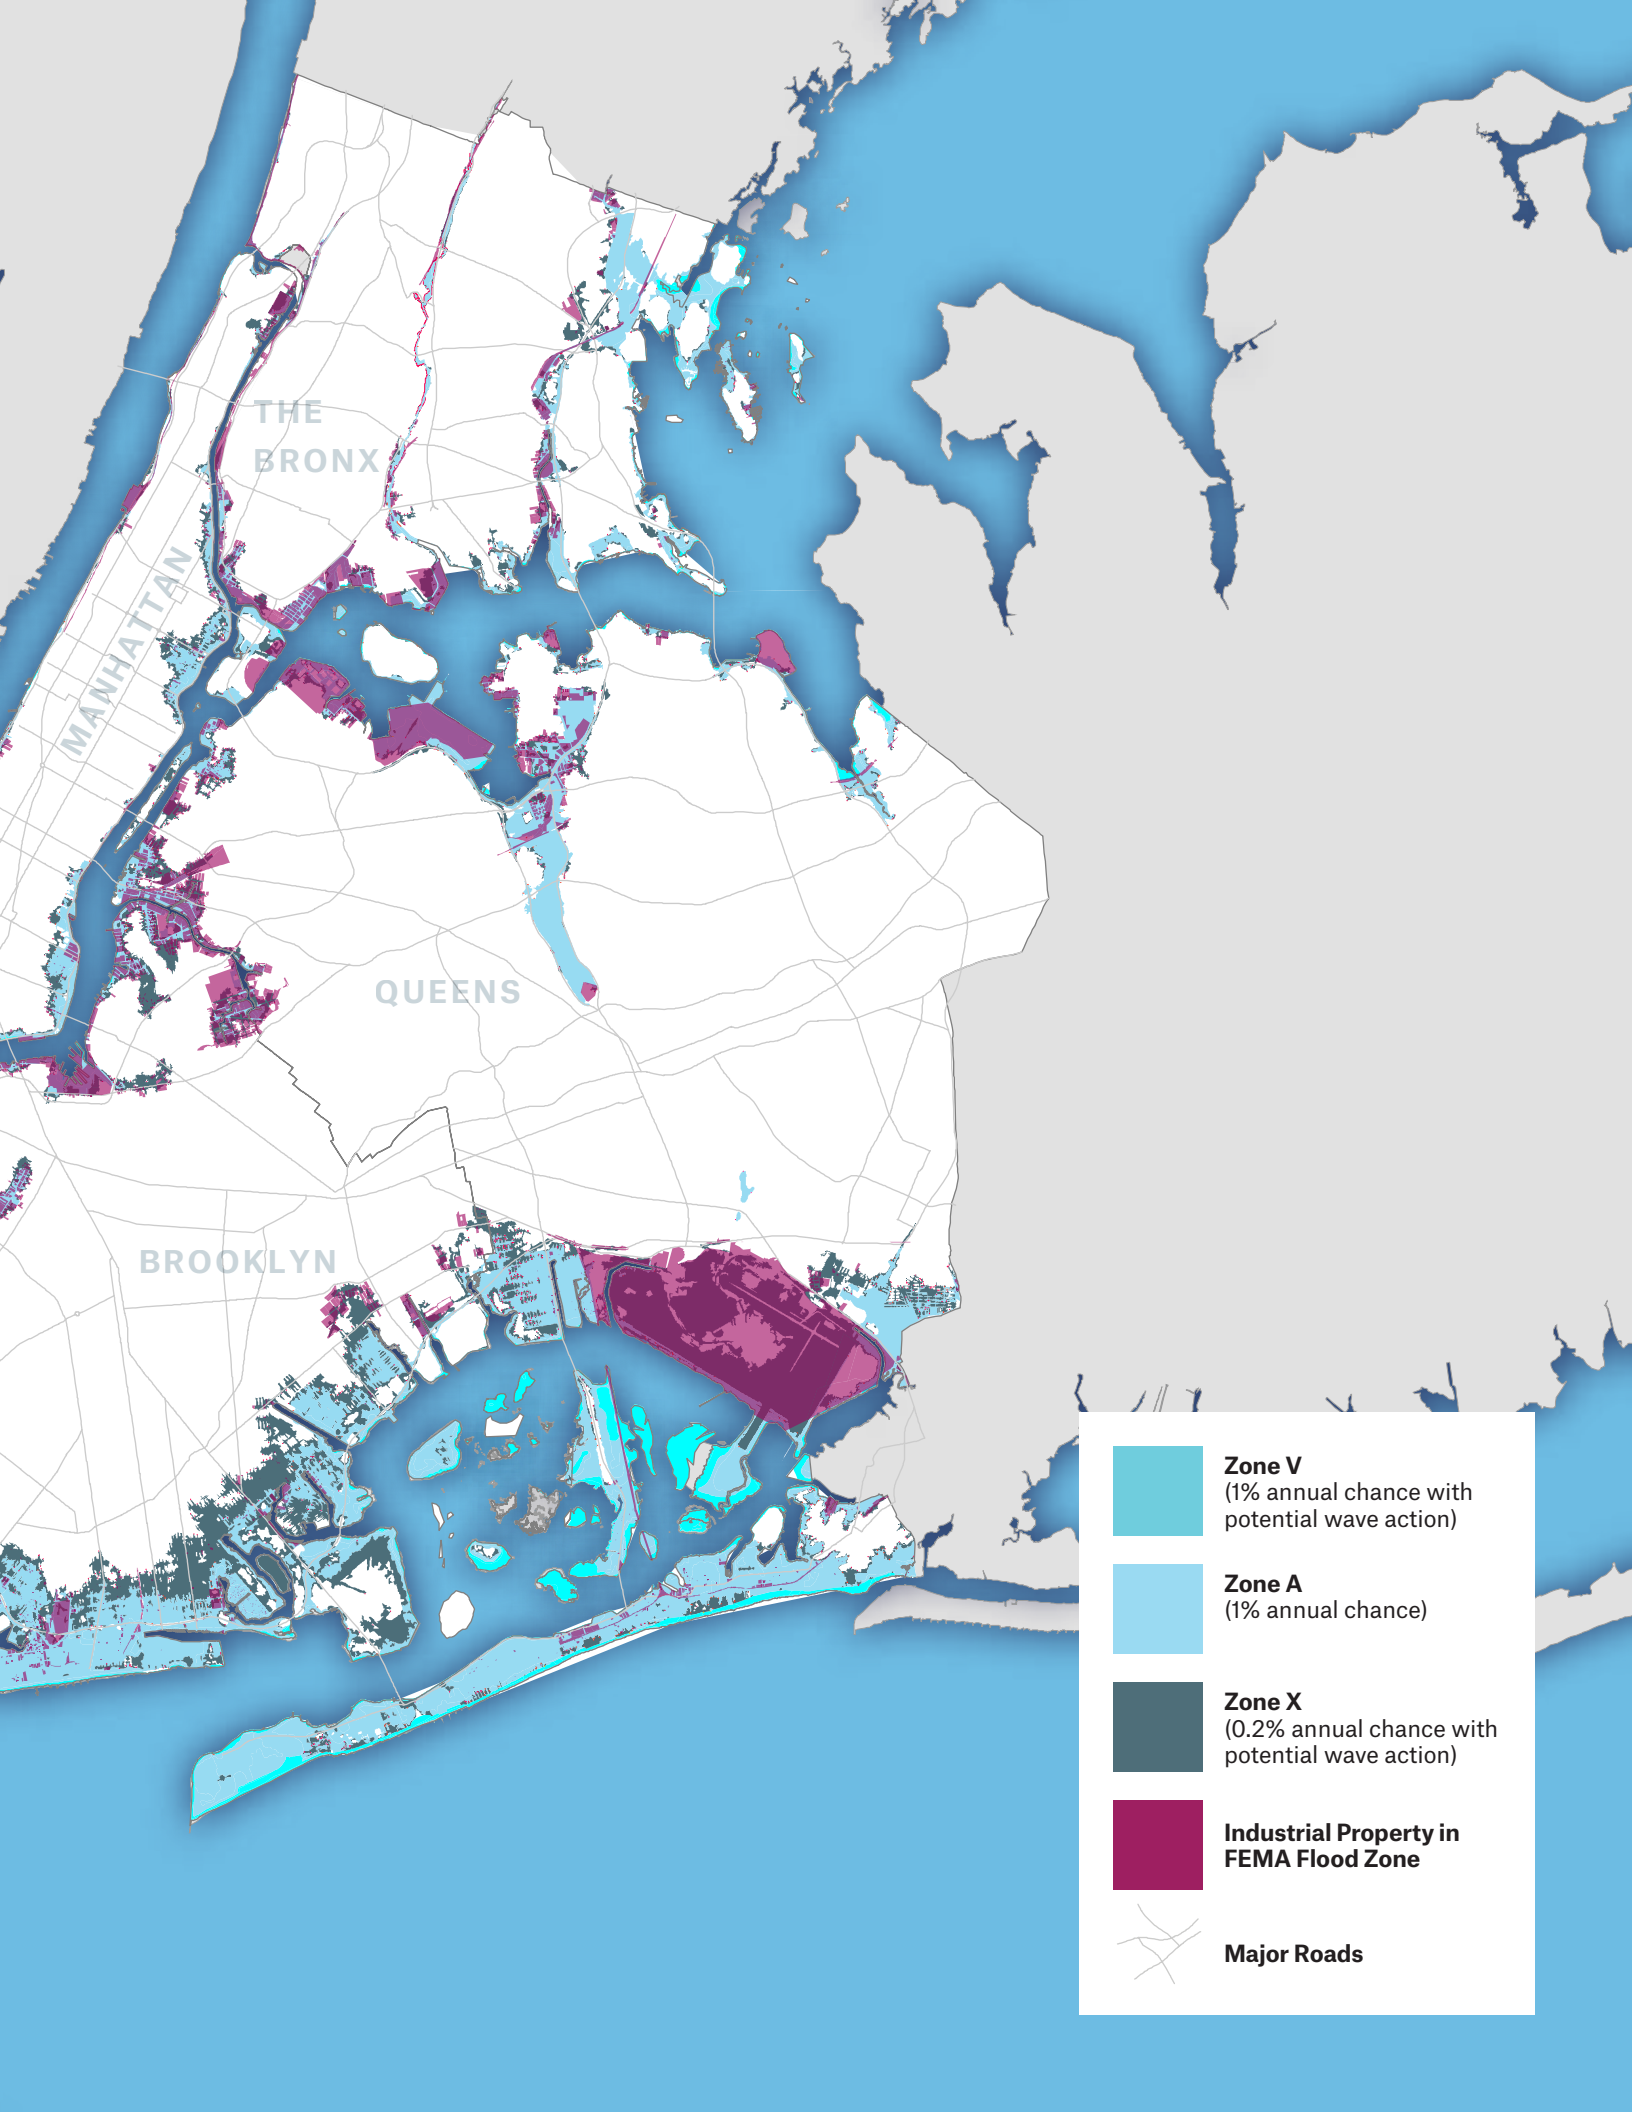 THE
BRONX
MANHATTAN
QUEENS
BROOKLYN
Zone V
(1% annual chance with
potential wave action)
Zone A
(1% annual chance)
Zone X
(0.2% annual chance with
potential wave action)
Industrial Property in
FEMA Flood Zone
Major Roads